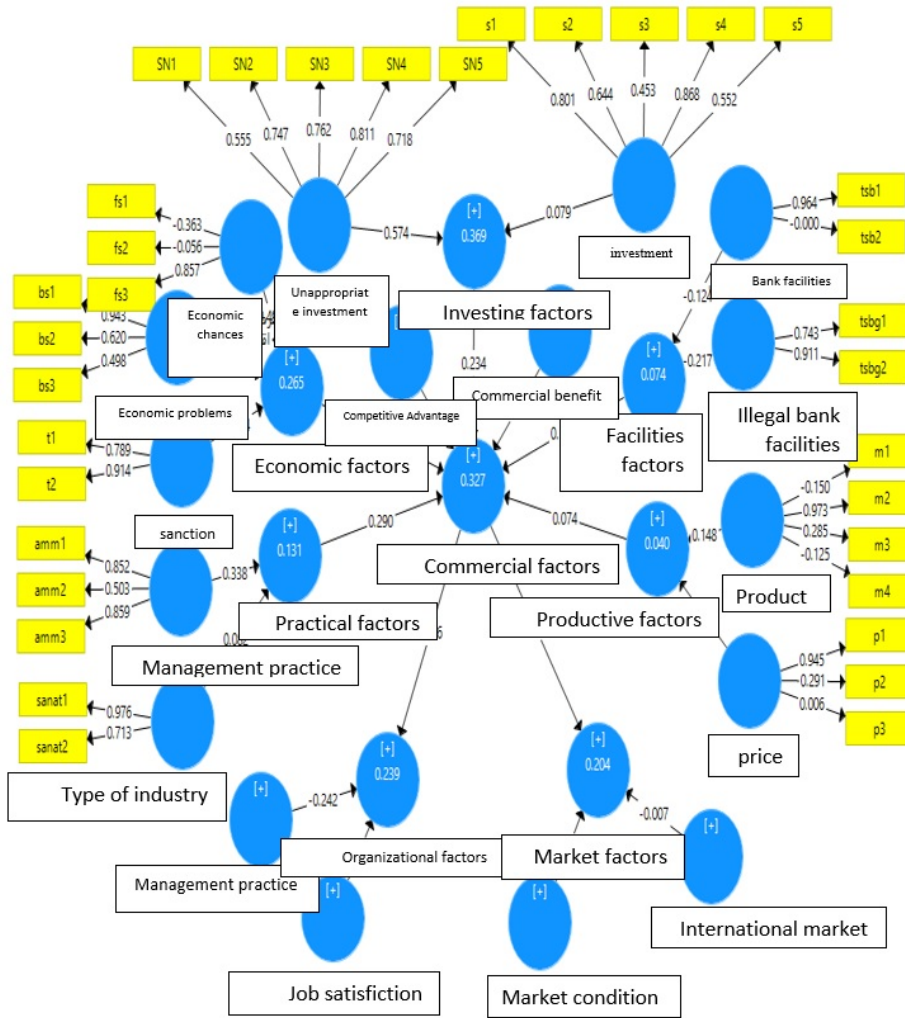 s1
s2
s3
s4
s5
SN1
SN2
SN3
SN4
SN5
0.801
0.644
0.453
0.868
0.552
0.555
0.747
0.762
0.811
0.718
fs1
fs2
fs3
-0.363
-0.056
0.857
bs1
bs2
bs3
0.943
0.620
0.498
[+]
0.369
0.574
0.079
tsb1
tsb2
0.964
-0.000
investment
Bank facilities
-0.124
Economic
chances
Unappropriat
e investment
Investing factors
0.234
tsbg1
tsbg2
0.743
0.911
-0.217
[+]
0.265
[+]
0.074
Economic problems
Competitive Advantage
Commercial benefit
Illegal bank
facilities
Economic factors
Facilities
factors
t1
t2
0.789
0.914
sanction
[+]
0.327
Commercial factors
m1
m2
m3
m4
-0.150
0.973
0.285
-0.125
Product
0.148
[+]
0.040
0.074
Productive factors
0.290
[+]
0.131
0.338
Practical factors
amm1
amm2
amm3
0.852
0.503
0.859
Management practice
p1
p2
p3
0.945
0.291
0.006
price
sanat1
sanat2
0.976
0.713
Type of industry
[+]
0.239
[+]
0.204
[+]
-0.242
-0.007
[+]
Organizational factors
Market factors
Management practice
[+]
[+]
International market
Job satisfiction
Market condition